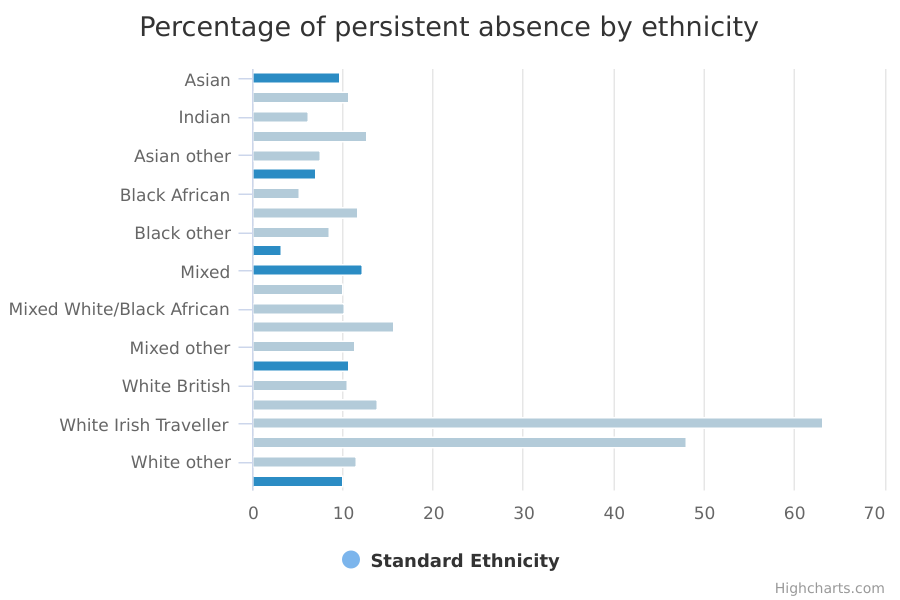 Percentage of persistent absence by ethnicity
Asian
Indian
Asian other
Black African
Black other
Mixed
Mixed White/Black African
Mixed other
White British
White Irish Traveller
White other
0 10 20 30 40 50 60 70
Standard Ethnicity
Highcharts.com